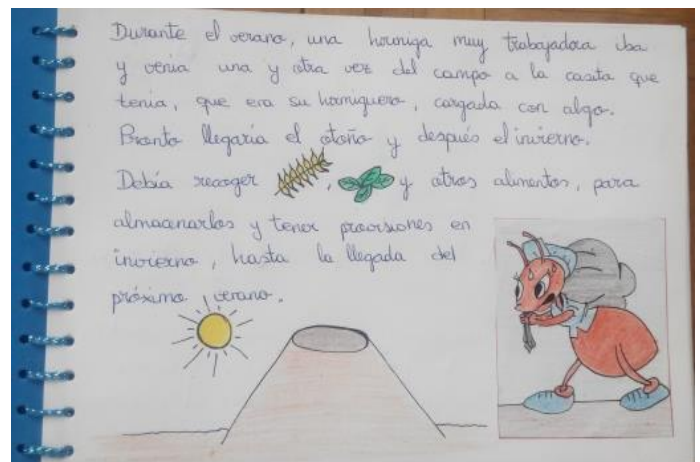 Durante el verano, una hormiga muy trabajadora iba
y venía una y otra vez del campo a la casita que
tenía, que era su hormiguero, cargada con algo.
Pronto llegaría el otoño y después el invierno.
Debía recoger , y otros alimentos, para
almacenarlos y tener provisiones en
invierno, hasta la llegada del
próximo verano.